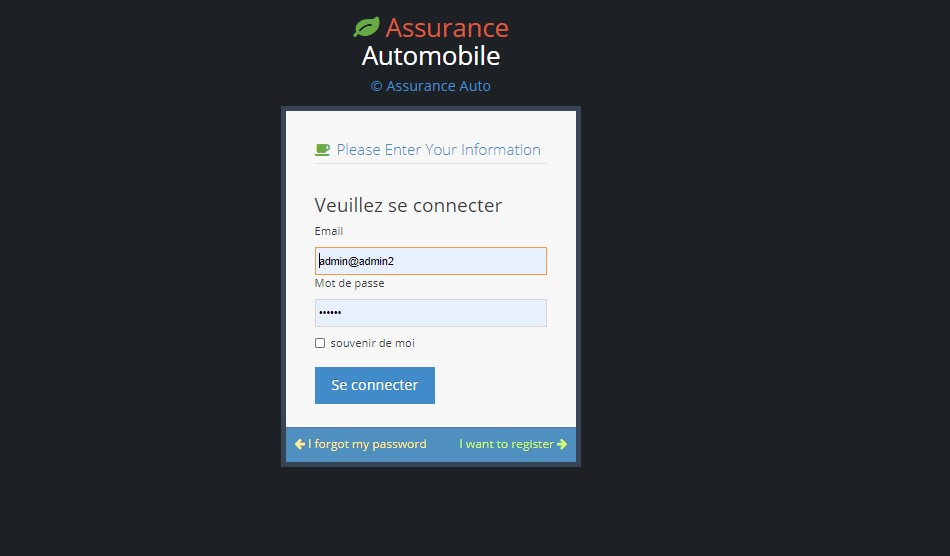 Assurance
Automobile
© Assurance Auto
Please Enter Your Information
Veuillez se connecter
Email
admin@admin2
Mot de passe
••••••
souvenir de moi
Se connecter
I forgot my password I want to register